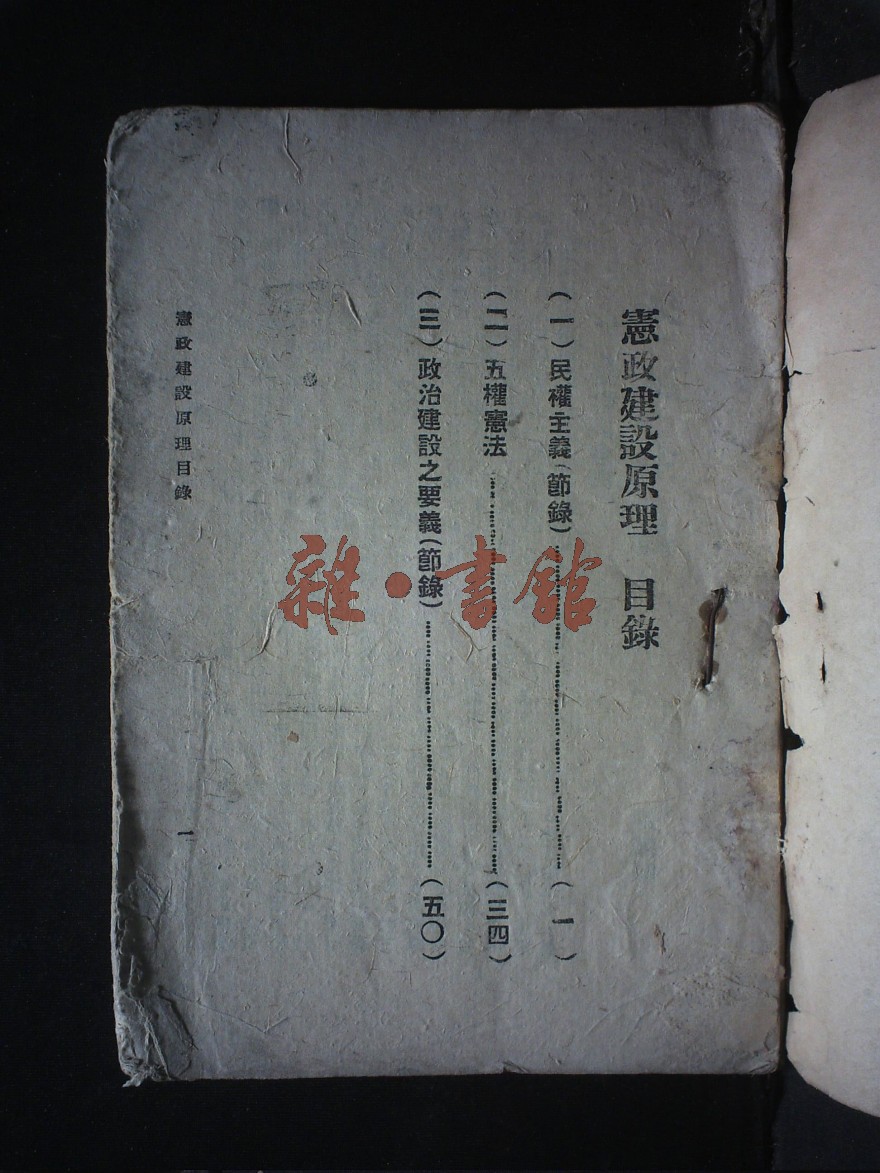 憲政建設原理　目錄
(一)民權主義(節錄)……(一)
(二)五權憲法……(三四)
(三)政治建設之要義(節錄)……(五〇)
憲政建設原理目錄
一
雜·書館